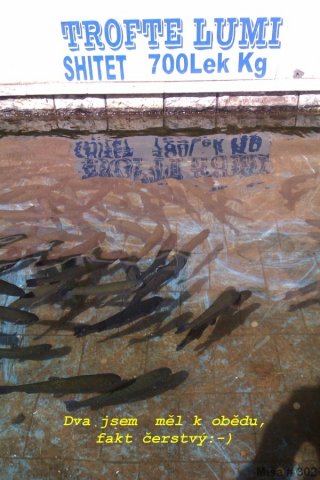 TROFTE LUMI
SHITET 700Lek Kg
Dva jsem měl k obědu,
fakt čerstvý:-)